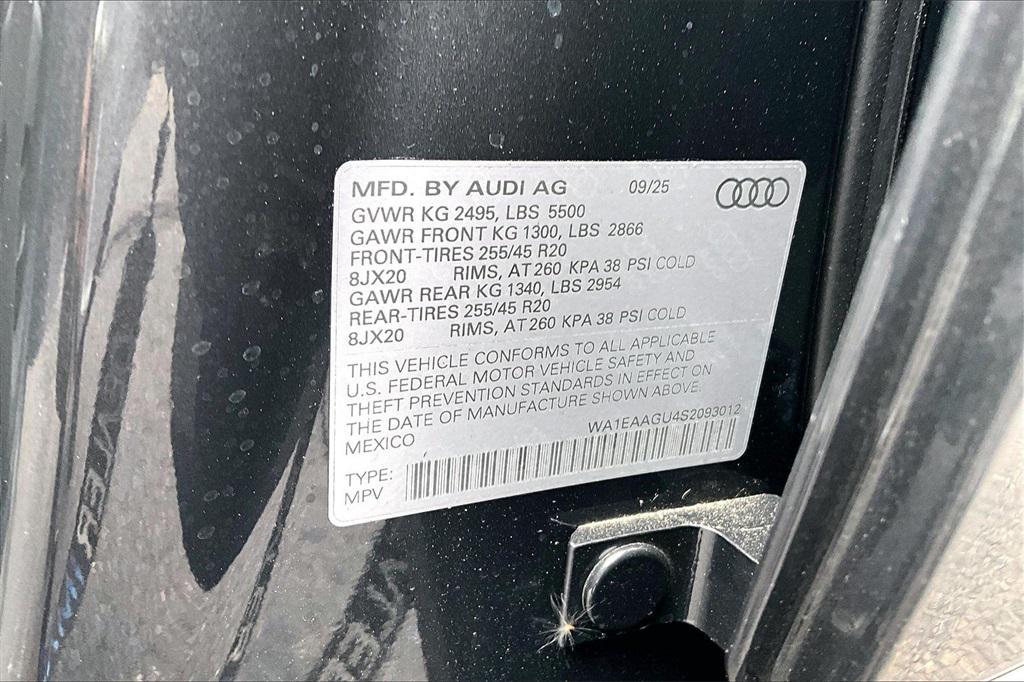 MFD. BY AUDI AG 09/25
GVWR KG 2495, LBS 5500
GAWR FRONT KG 1300, LBS 2866
FRONT-TIRES 255/45 R20
8JX20 RIMS, AT 260 KPA 38 PSI COLD
GAWR REAR KG 1340, LBS 2954
REAR-TIRES 255/45 R20
8JX20 RIMS, AT 260 KPA 38 PSI COLD
THIS VEHICLE CONFORMS TO ALL APPLICABLE
U.S. FEDERAL MOTOR VEHICLE SAFETY AND
THEFT PREVENTION STANDARDS IN EFFECT ON
THE DATE OF MANUFACTURE SHOWN ABOVE.
MEXICO WA1EAAGU4S2093012
TYPE:
MPV